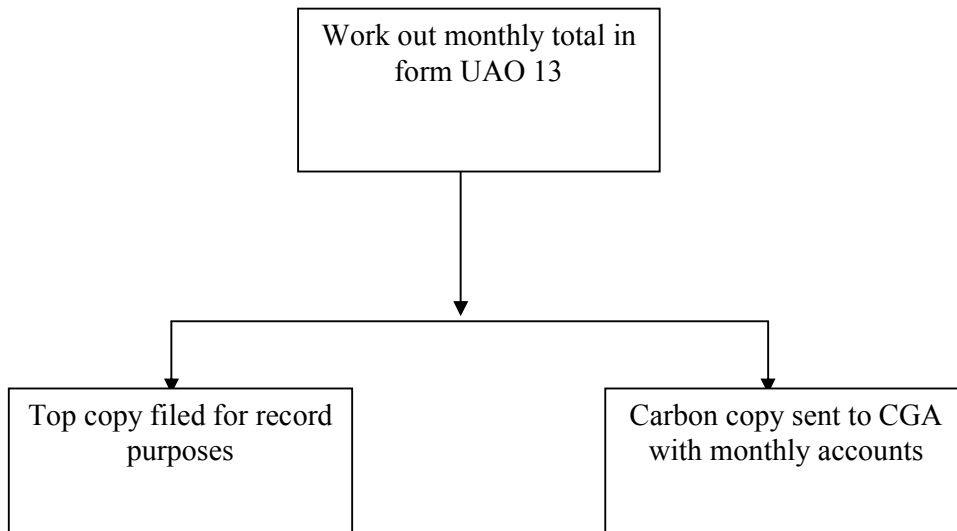 Work out monthly total in
form UAO 13
Top copy filed for record
purposes
Carbon copy sent to CGA
with monthly accounts